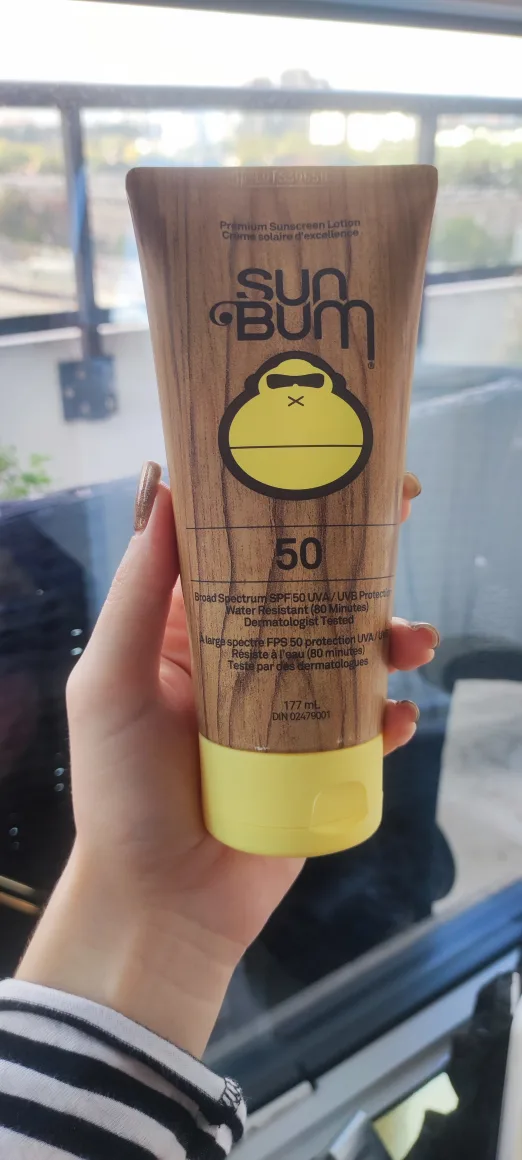 Premium Sunscreen Lotion
Crème solaire d'excellence
SUN
BUM®
50
Broad Spectrum SPF 50 UVA / UVB
Water Resistant (80 Minutes)
Dermatologist Tested
À large spectre FPS 50 protection UVA /
Résiste à l'eau (80 minutes)
Testé par des dermatologues
177 mL
DIN 02479001